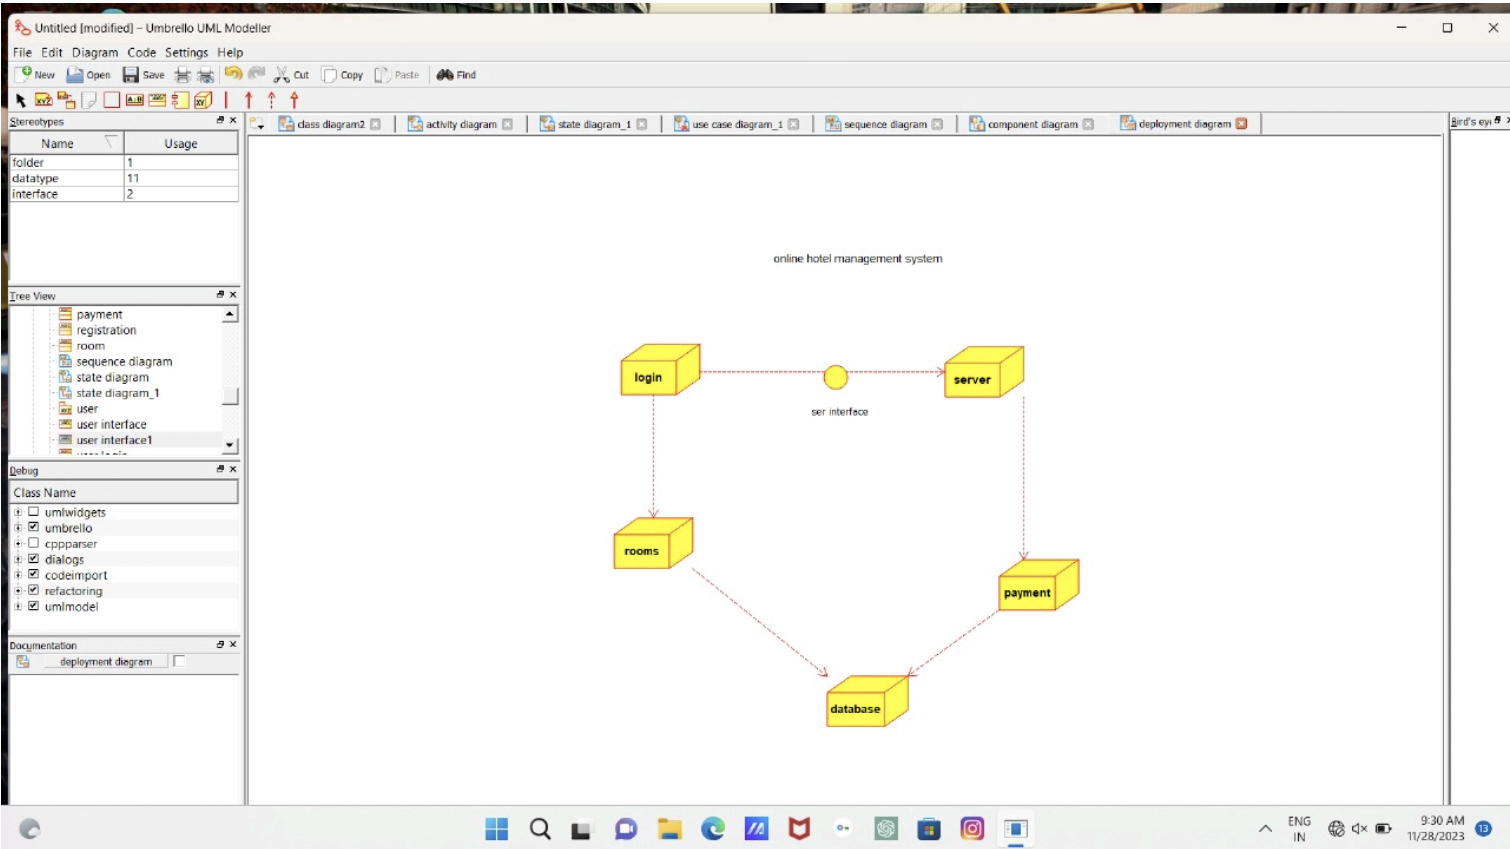 Untitled [modified] – Umbrello UML Modeller
File Edit Diagram Code Settings Help
New Open Save Cut Copy Paste Find
Stereotypes
Name Usage
folder 1
datatype 11
interface 2
class diagram2 activity diagram state diagram_1 use case diagram_1 sequence diagram component diagram deployment diagram
Bird's eye
Tree View
payment
registration
room
sequence diagram
state diagram
state diagram_1
user
user interface
user interface1
Debug
Class Name
umlwidgets
umbrello
cppparser
dialogs
codeimport
refactoring
umlmodel
Documentation
deployment diagram
online hotel management system
login
server
ser interface
rooms
payment
database
ENG
IN
9:30 AM
11/28/2023
13